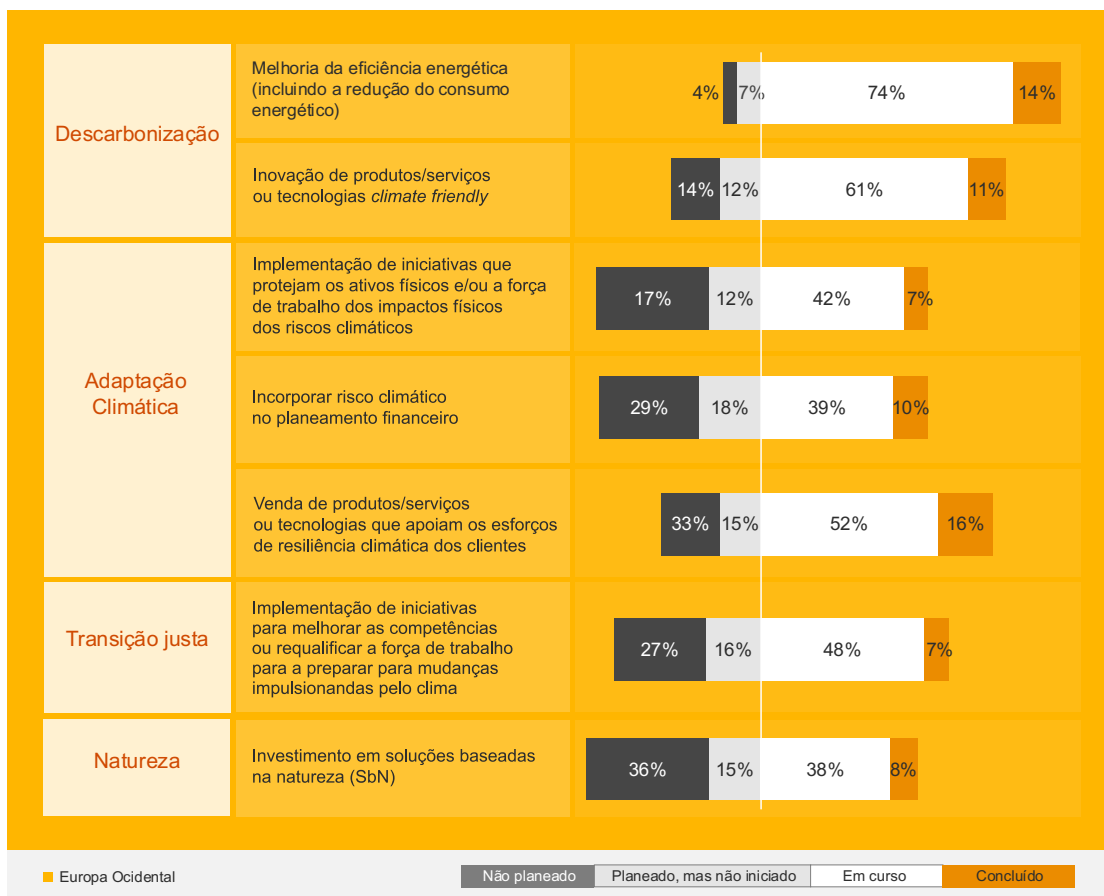 Descarbonização
Melhoria da eficiência energética
(incluindo a redução do consumo
energético)
4% 7% 74% 14%
Inovação de produtos/serviços
ou tecnologias climate friendly
14% 12% 61% 11%
Adaptação
Climática
Implementação de iniciativas que
protejam os ativos físicos e/ou a força
de trabalho dos impactos físicos
dos riscos climáticos
17% 12% 42% 7%
Incorporar risco climático
no planeamento financeiro
29% 18% 39% 10%
Venda de produtos/serviços
ou tecnologias que apoiam os esforços
de resiliência climática dos clientes
33% 15% 52% 16%
Transição justa
Implementação de iniciativas
para melhorar as competências
ou requalificar a força de trabalho
para a preparar para mudanças
impulsionandas pelo clima
27% 16% 48% 7%
Natureza
Investimento em soluções baseadas
na natureza (SbN)
36% 15% 38% 8%
Europa Ocidental
Não planeado Planeado, mas não iniciado Em curso Concluído